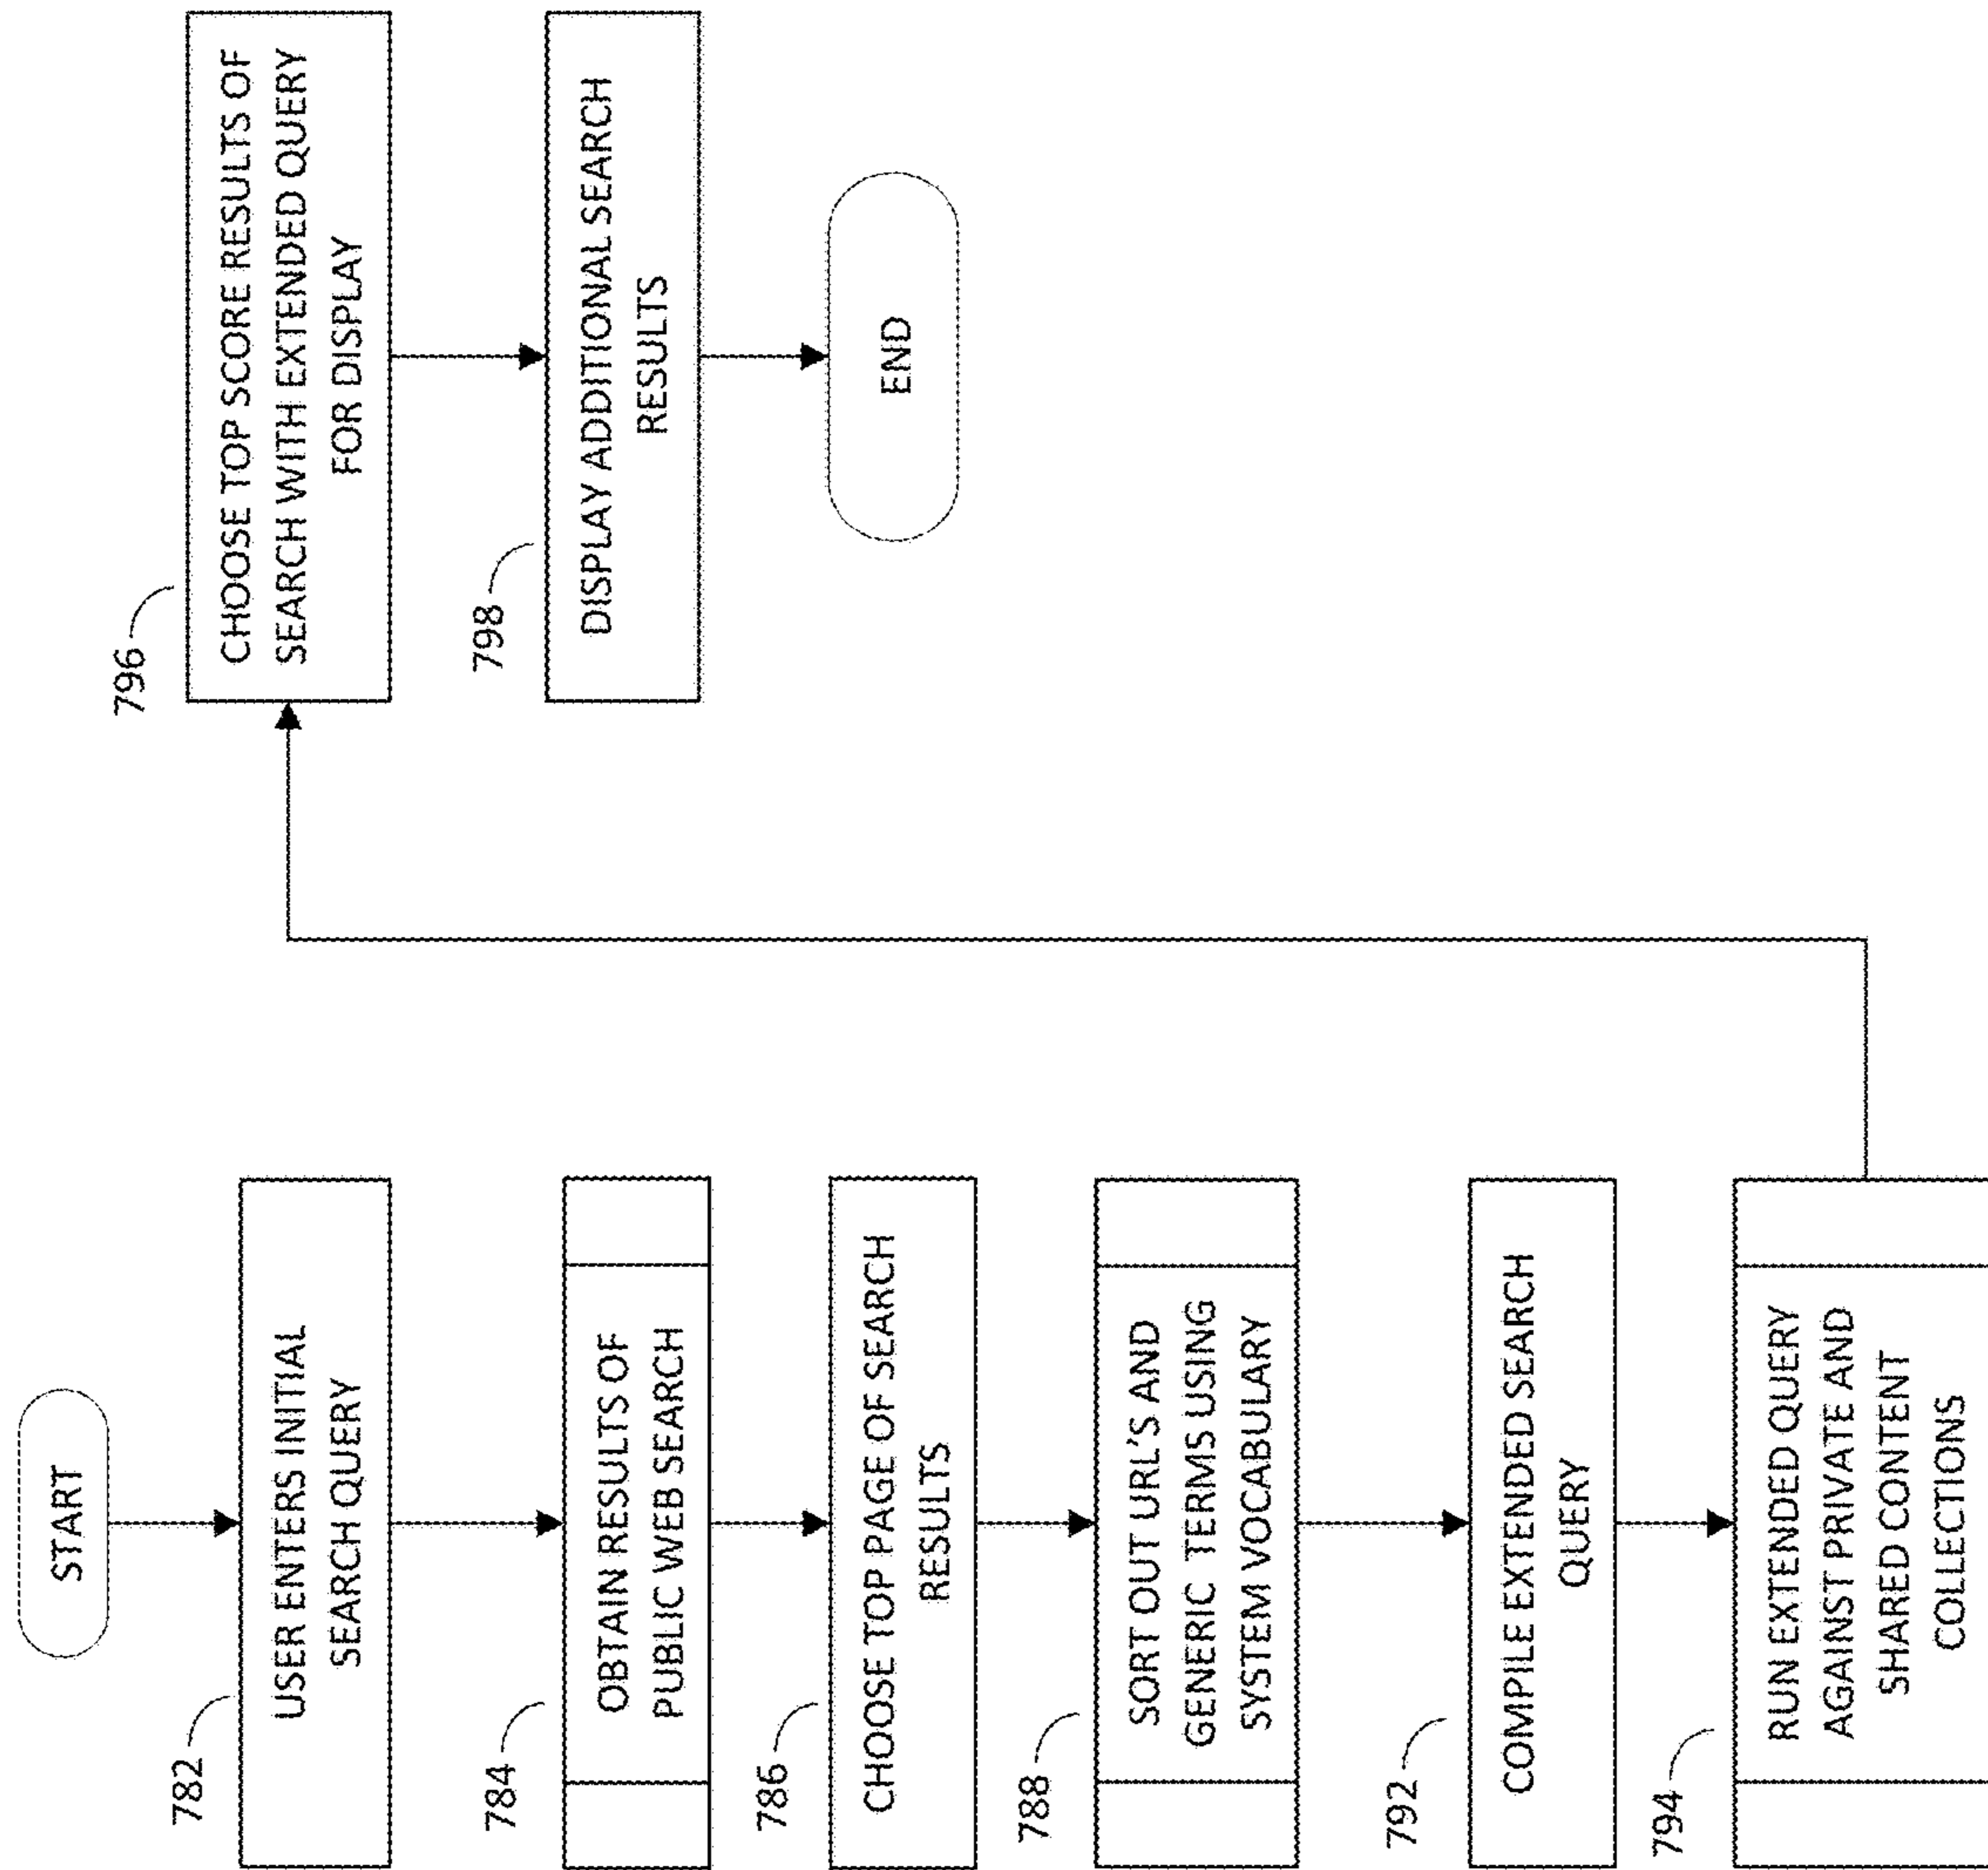 START
782
USER ENTERS INITIAL
SEARCH QUERY
784
OBTAIN RESULTS OF
PUBLIC WEB SEARCH
786
CHOOSE TOP PAGE OF SEARCH
RESULTS
788
SORT OUT URL'S AND
GENERIC TERMS USING
SYSTEM VOCABULARY
792
COMPILE EXTENDED SEARCH
QUERY
794
RUN EXTENDED QUERY
AGAINST PRIVATE AND
SHARED CONTENT
COLLECTIONS
796
CHOOSE TOP SCORE RESULTS OF
SEARCH WITH EXTENDED QUERY
FOR DISPLAY
798
DISPLAY ADDITIONAL SEARCH
RESULTS
END